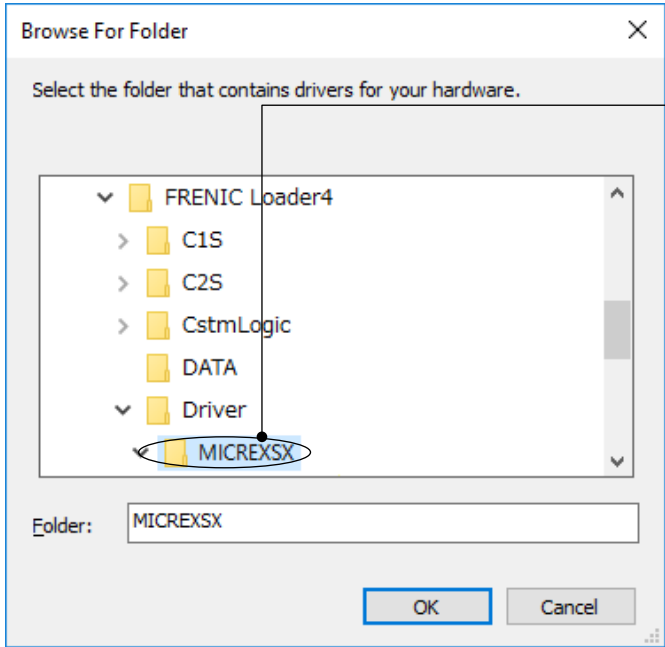 Browse For Folder
Select the folder that contains drivers for your hardware.
FRENIC Loader4
C1S
C2S
CstmLogic
DATA
Driver
MICREXSX
Folder: MICREXSX
OK Cancel